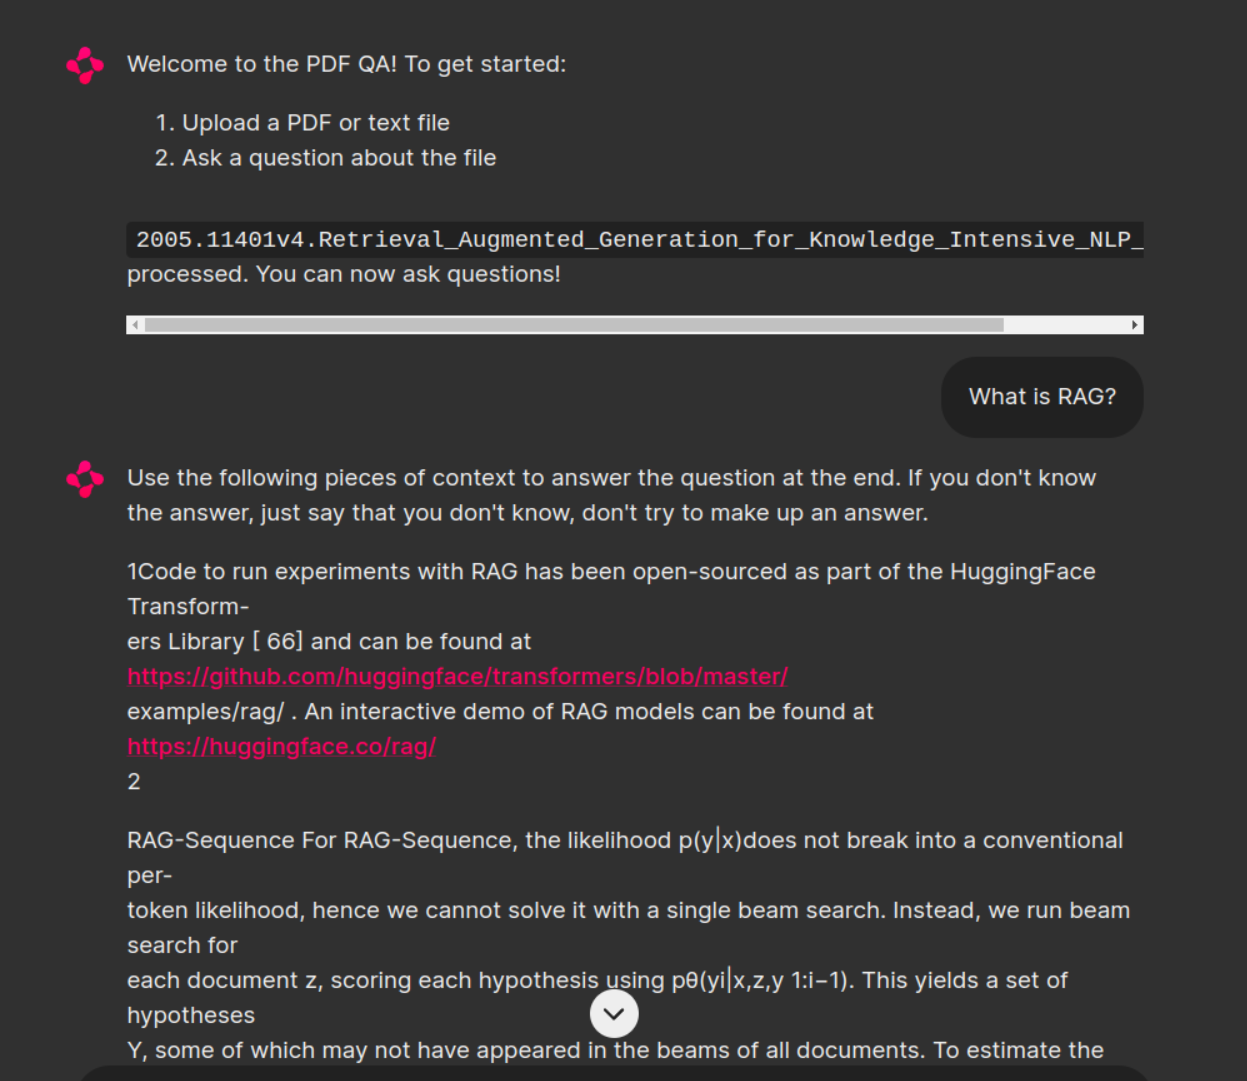 Welcome to the PDF QA! To get started:
1. Upload a PDF or text file
2. Ask a question about the file
2005.11401v4.Retrieval_Augmented_Generation_for_Knowledge_Intensive_NLP_
processed. You can now ask questions!
What is RAG?
Use the following pieces of context to answer the question at the end. If you don't know
the answer, just say that you don't know, don't try to make up an answer.
1Code to run experiments with RAG has been open-sourced as part of the HuggingFace
Transform-
ers Library [ 66] and can be found at
https://github.com/huggingface/transformers/blob/master/
examples/rag/ . An interactive demo of RAG models can be found at
https://huggingface.co/rag/
2
RAG-Sequence For RAG-Sequence, the likelihood p(y|x)does not break into a conventional
per-
token likelihood, hence we cannot solve it with a single beam search. Instead, we run beam
search for
each document z, scoring each hypothesis using pθ(yi|x,z,y 1:i−1). This yields a set of
hypotheses
Y, some of which may not have appeared in the beams of all documents. To estimate the